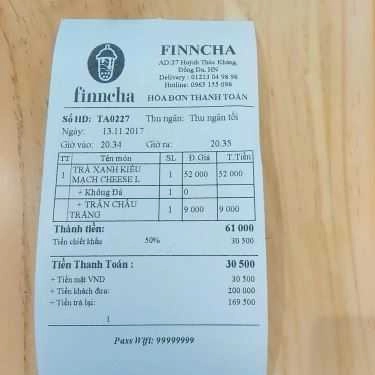 FINNCHA
AD:27 Huỳnh Thúc Kháng,
Đống Đa, HN
Delivery : 01213 04 98 98
Hotline: 0963 155 098
finncha
HÓA ĐƠN THANH TOÁN
Số HĐ: TA0227 Thu ngân: Thu ngân tối
Ngày: 13.11.2017
Giờ vào: 20.34 Giờ ra: 20.35
TT Tên món SL Đ.Giá T.Tiền
1 TRÀ XANH KIỀU MẠCH CHEESE L 1 52 000 52 000
+ Không Đá 1 0
+ TRÂN CHÂU TRẮNG 1 9 000 9 000
Thành tiền: 61 000
Tiền chiết khấu 50% 30 500
Tiền Thanh Toán : 30 500
+ Tiền mặt VND 30 500
+ Tiền khách đưa: 200 000
+ Tiền trả lại: 169 500
1
Pass Wifi: 99999999